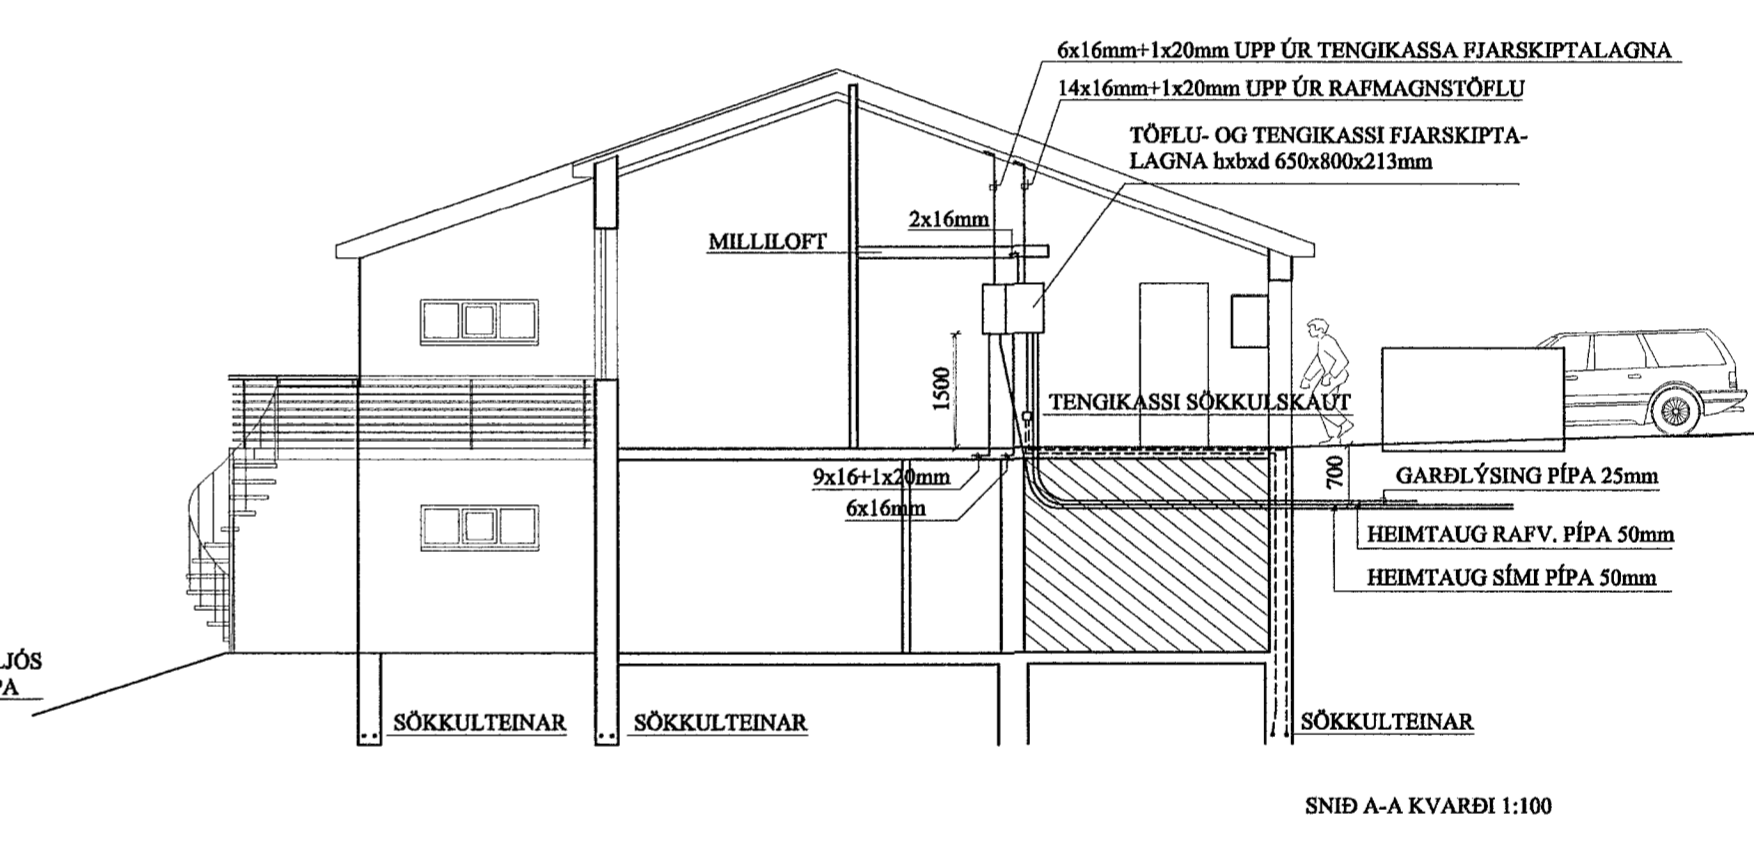 6x16mm+1x20mm UPP ÚR TENGIKASSA FJARSKIPTALAGNA
14x16mm+1x20mm UPP ÚR RAFMAGNSTÖFLU
TÖFLU- OG TENGIKASSI FJARSKIPTA-
LAGNA hxbxd 650x800x213mm
2x16mm
MILLILOFT
1500
TENGIKASSI SÖKKULSKAUT
9x16+1x20mm
6x16mm
700
GARÐLÝSING PÍPA 25mm
HEIMTAUG RAFV. PÍPA 50mm
HEIMTAUG SÍMI PÍPA 50mm
LJÓS
PA
SÖKKULTEINAR
SÖKKULTEINAR
SÖKKULTEINAR
SNIÐ A-A KVARÐI 1:100